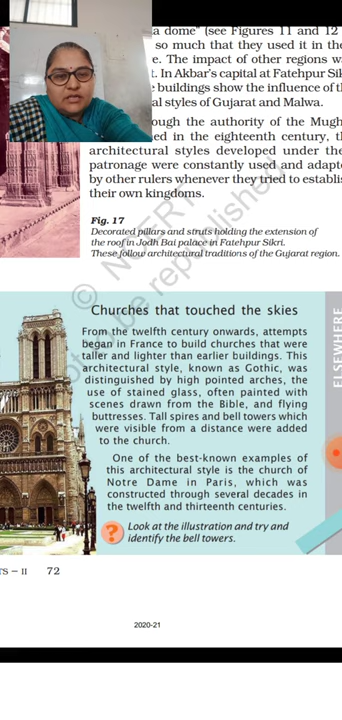 a dome" (see Figures 11 and 12
so much that they used it in the
e. The impact of other regions w
t. In Akbar's capital at Fatehpur Sik
buildings show the influence of t
al styles of Gujarat and Malwa.
ough the authority of the Mugh
ed in the eighteenth century, t
architectural styles developed under the
patronage were constantly used and adapt
by other rulers whenever they tried to establis
their own kingdoms.
Fig. 17
Decorated pillars and struts holding the extension of
the roof in Jodh Bai palace in Fatehpur Sikri.
These follow architectural traditions of the Gujarat region.
© NCERT
not to be republished
Churches that touched the skies
From the twelfth century onwards, attempts
began in France to build churches that were
taller and lighter than earlier buildings. This
architectural style, known as Gothic, was
distinguished by high pointed arches, the
use of stained glass, often painted with
scenes drawn from the Bible, and flying
buttresses. Tall spires and bell towers which
were visible from a distance were added
to the church.
One of the best-known examples of
this architectural style is the church of
Notre Dame in Paris, which was
constructed through several decades in
the twelfth and thirteenth centuries.
? Look at the illustration and try and
identify the bell towers.
ELSEWHERE
TS – II 72
2020-21